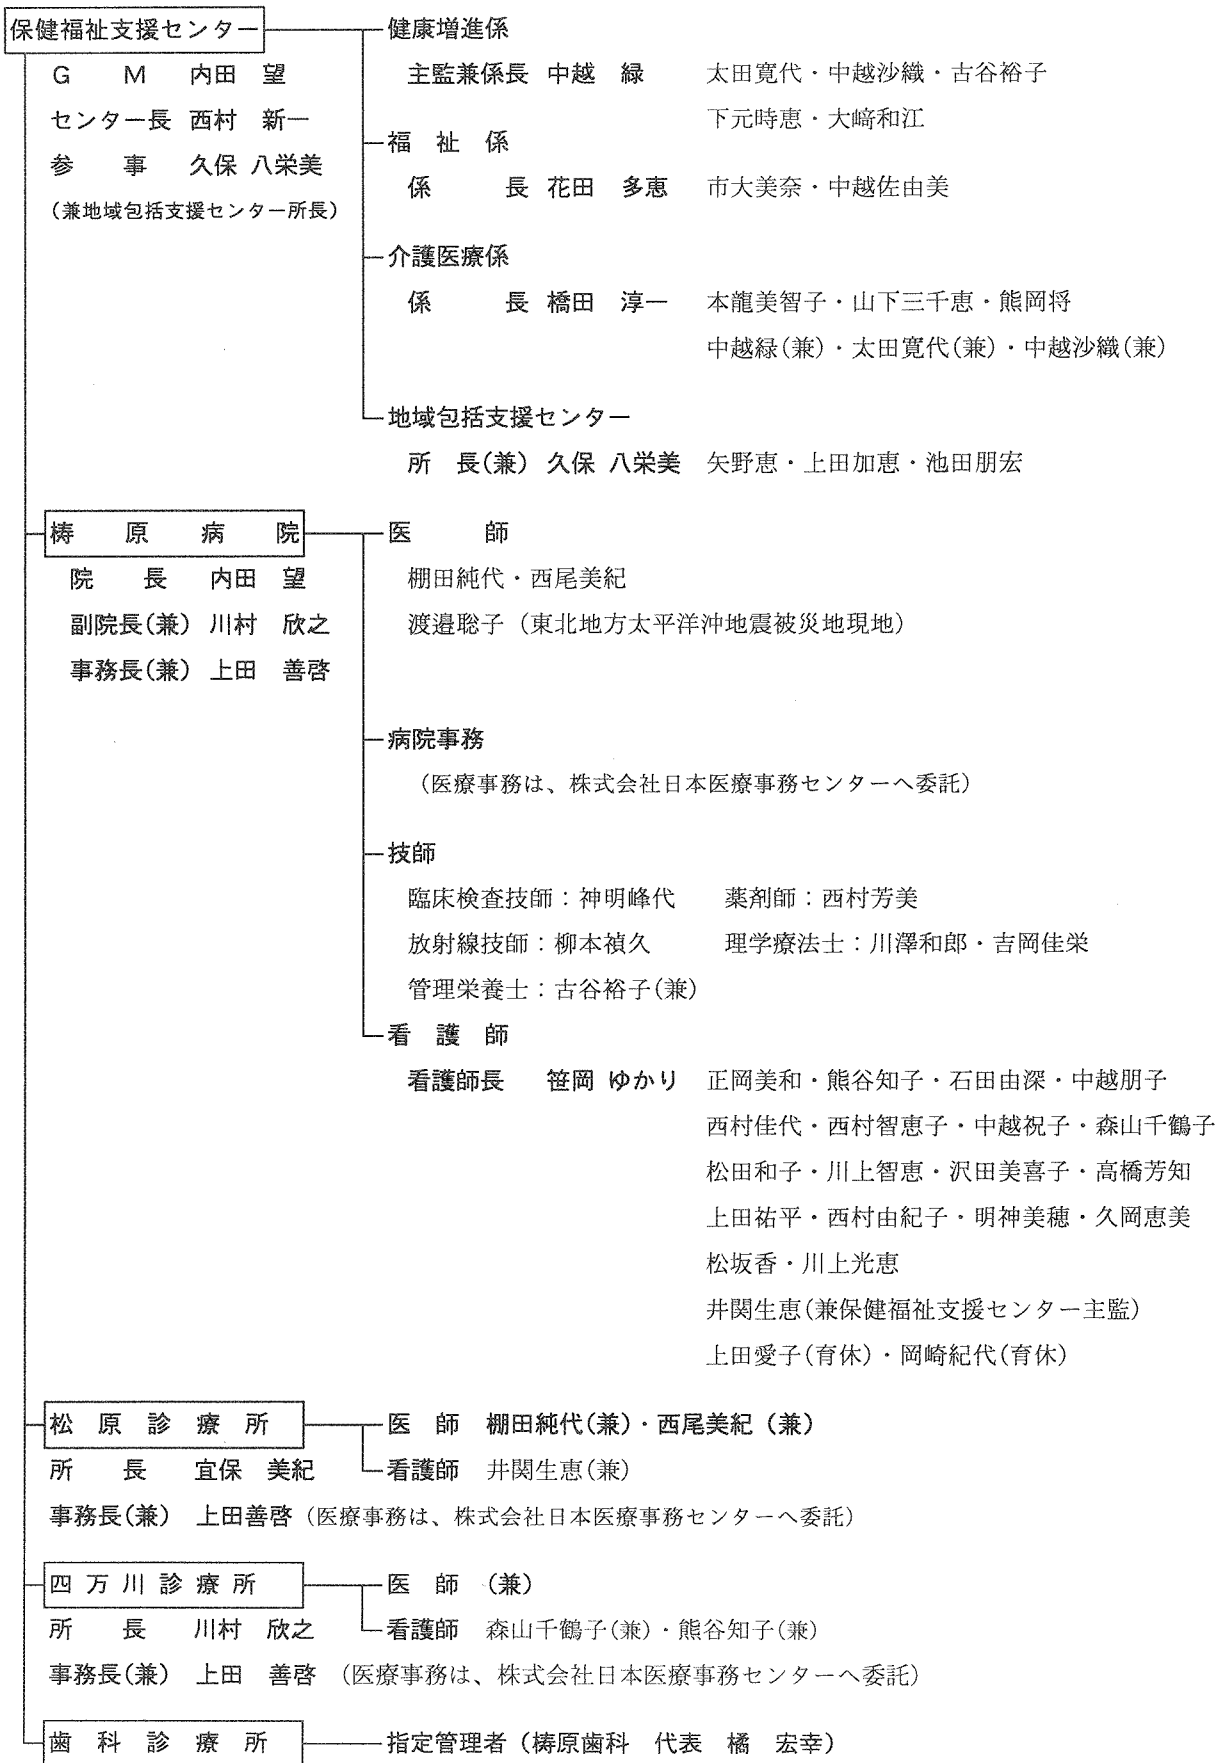 保健福祉支援センター 健康増進係
G M 内田 望 主監兼係長 中越 緑 太田寛代・中越沙織・古谷裕子
センター長 西村 新一 下元時恵・大﨑和江
福祉係
参事 久保 八栄美
係長 花田 多恵 市大美奈・中越佐由美
（兼地域包括支援センター所長）
介護医療係
係長 橋田 淳一 本龍美智子・山下三千恵・熊岡将
中越緑(兼)・太田寛代(兼)・中越沙織(兼)
地域包括支援センター
所長(兼) 久保 八栄美 矢野恵・上田加恵・池田朋宏
梼原病院 医師
院長 内田 望 棚田純代・西尾美紀
副院長(兼) 川村 欣之 渡邉聡子（東北地方太平洋沖地震被災地現地）
事務長(兼) 上田 善啓
病院事務
（医療事務は、株式会社日本医療事務センターへ委託）
技師
臨床検査技師：神明峰代 薬剤師：西村芳美
放射線技師：柳本禎久 理学療法士：川澤和郎・吉岡佳栄
管理栄養士：古谷裕子(兼)
看護師
看護師長 笹岡 ゆかり 正岡美和・熊谷知子・石田由深・中越朋子
西村佳代・西村智恵子・中越祝子・森山千鶴子
松田和子・川上智恵・沢田美喜子・高橋芳知
上田祐平・西村由紀子・明神美穂・久岡恵美
松坂香・川上光恵
井関生恵(兼保健福祉支援センター主監)
上田愛子(育休)・岡崎紀代(育休)
松原診療所 医師 棚田純代(兼)・西尾美紀（兼）
所長 宜保 美紀 看護師 井関生恵(兼)
事務長(兼) 上田善啓（医療事務は、株式会社日本医療事務センターへ委託）
四万川診療所 医師 （兼）
所長 川村 欣之 看護師 森山千鶴子(兼)・熊谷知子(兼)
事務長(兼) 上田 善啓 （医療事務は、株式会社日本医療事務センターへ委託）
歯科診療所 指定管理者（梼原歯科 代表 橘 宏幸）